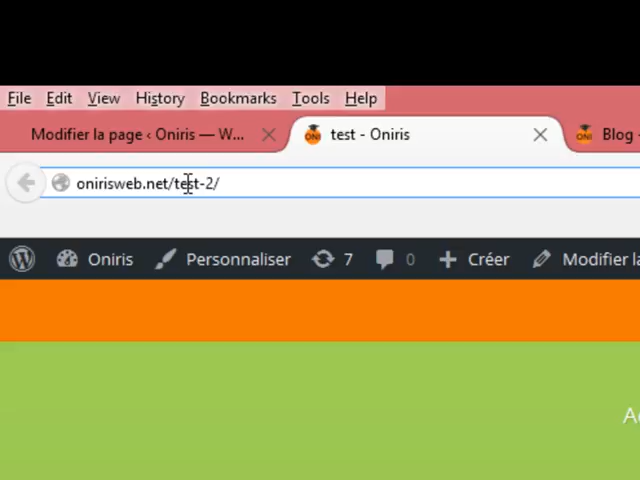 File Edit View History Bookmarks Tools Help
Modifier la page ‹ Oniris — W... test - Oniris Blog
onirisweb.net/test-2/
Oniris Personnaliser 7 0 Créer Modifier